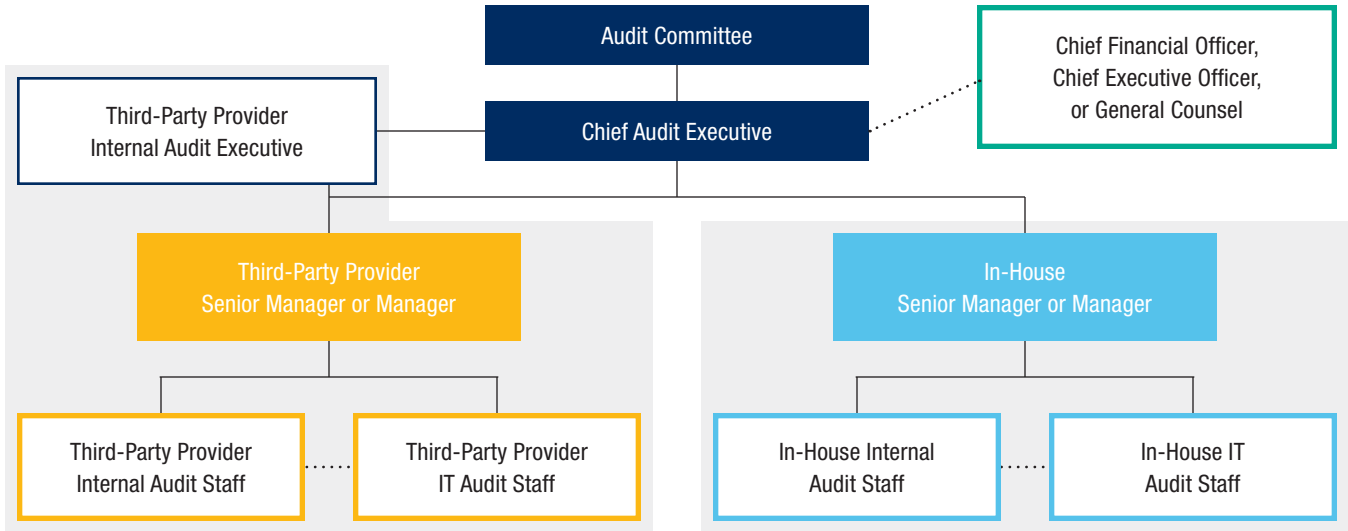 Audit Committee
Chief Financial Officer,
Chief Executive Officer,
or General Counsel
Third-Party Provider
Internal Audit Executive
Chief Audit Executive
Third-Party Provider
Senior Manager or Manager
In-House
Senior Manager or Manager
Third-Party Provider
Internal Audit Staff
Third-Party Provider
IT Audit Staff
In-House Internal
Audit Staff
In-House IT
Audit Staff